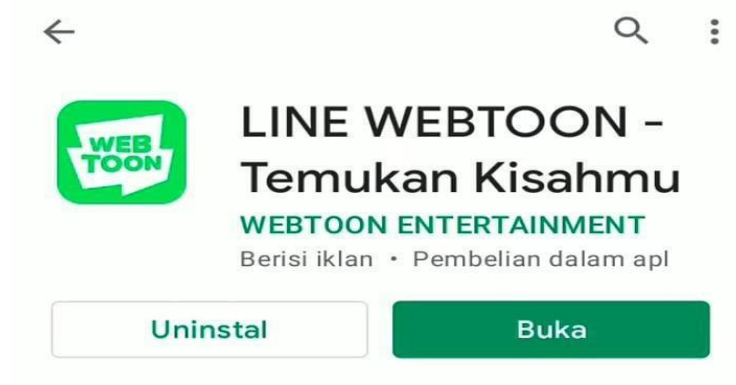 WEB
TOON
LINE WEBTOON -
Temukan Kisahmu
WEBTOON ENTERTAINMENT
Berisi iklan • Pembelian dalam apl
Uninstal
Buka